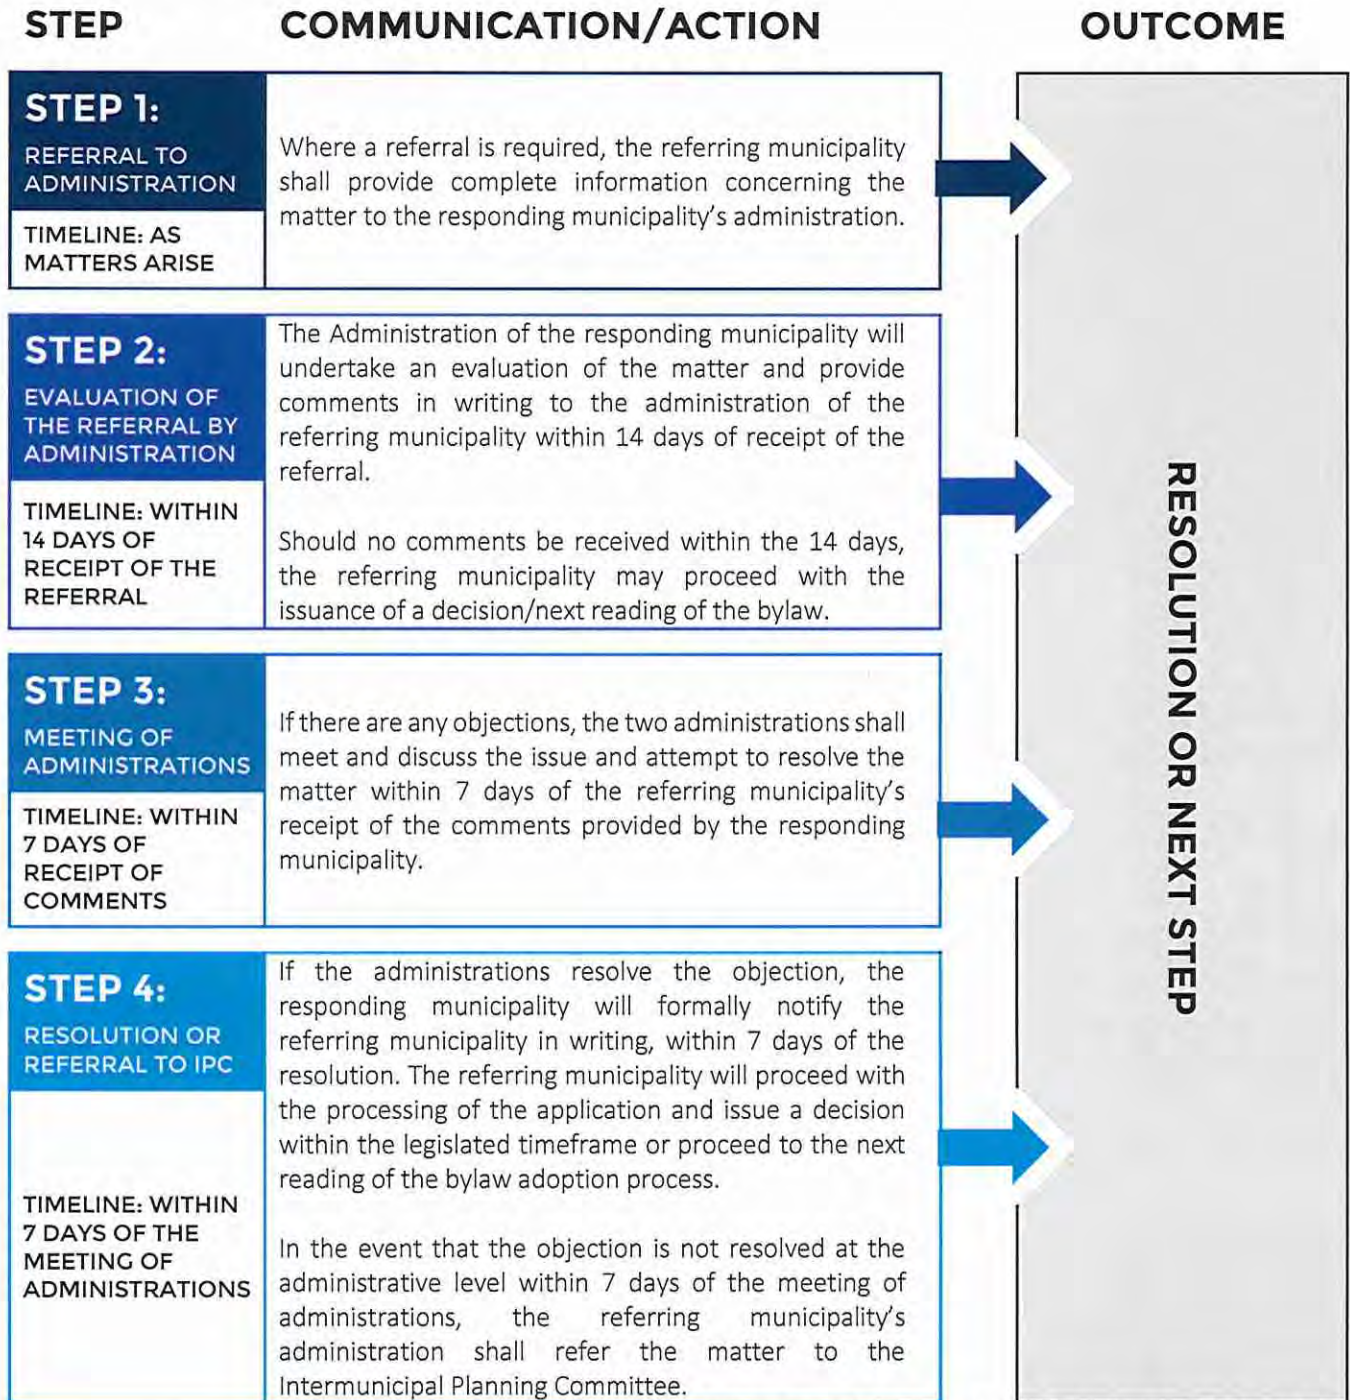 STEP
COMMUNICATION/ACTION
OUTCOME
STEP 1:
REFERRAL TO
ADMINISTRATION
TIMELINE: AS
MATTERS ARISE
Where a referral is required, the referring municipality
shall provide complete information concerning the
matter to the responding municipality's administration.
STEP 2:
EVALUATION OF
THE REFERRAL BY
ADMINISTRATION
TIMELINE: WITHIN
14 DAYS OF
RECEIPT OF THE
REFERRAL
The Administration of the responding municipality will
undertake an evaluation of the matter and provide
comments in writing to the administration of the
referring municipality within 14 days of receipt of the
referral.
Should no comments be received within the 14 days,
the referring municipality may proceed with the
issuance of a decision/next reading of the bylaw.
STEP 3:
MEETING OF
ADMINISTRATIONS
TIMELINE: WITHIN
7 DAYS OF
RECEIPT OF
COMMENTS
If there are any objections, the two administrations shall
meet and discuss the issue and attempt to resolve the
matter within 7 days of the referring municipality's
receipt of the comments provided by the responding
municipality.
STEP 4:
RESOLUTION OR
REFERRAL TO IPC
TIMELINE: WITHIN
7 DAYS OF THE
MEETING OF
ADMINISTRATIONS
If the administrations resolve the objection, the
responding municipality will formally notify the
referring municipality in writing, within 7 days of the
resolution. The referring municipality will proceed with
the processing of the application and issue a decision
within the legislated timeframe or proceed to the next
reading of the bylaw adoption process.
In the event that the objection is not resolved at the
administrative level within 7 days of the meeting of
administrations, the referring municipality's
administration shall refer the matter to the
Intermunicipal Planning Committee.
RESOLUTION OR NEXT STEP